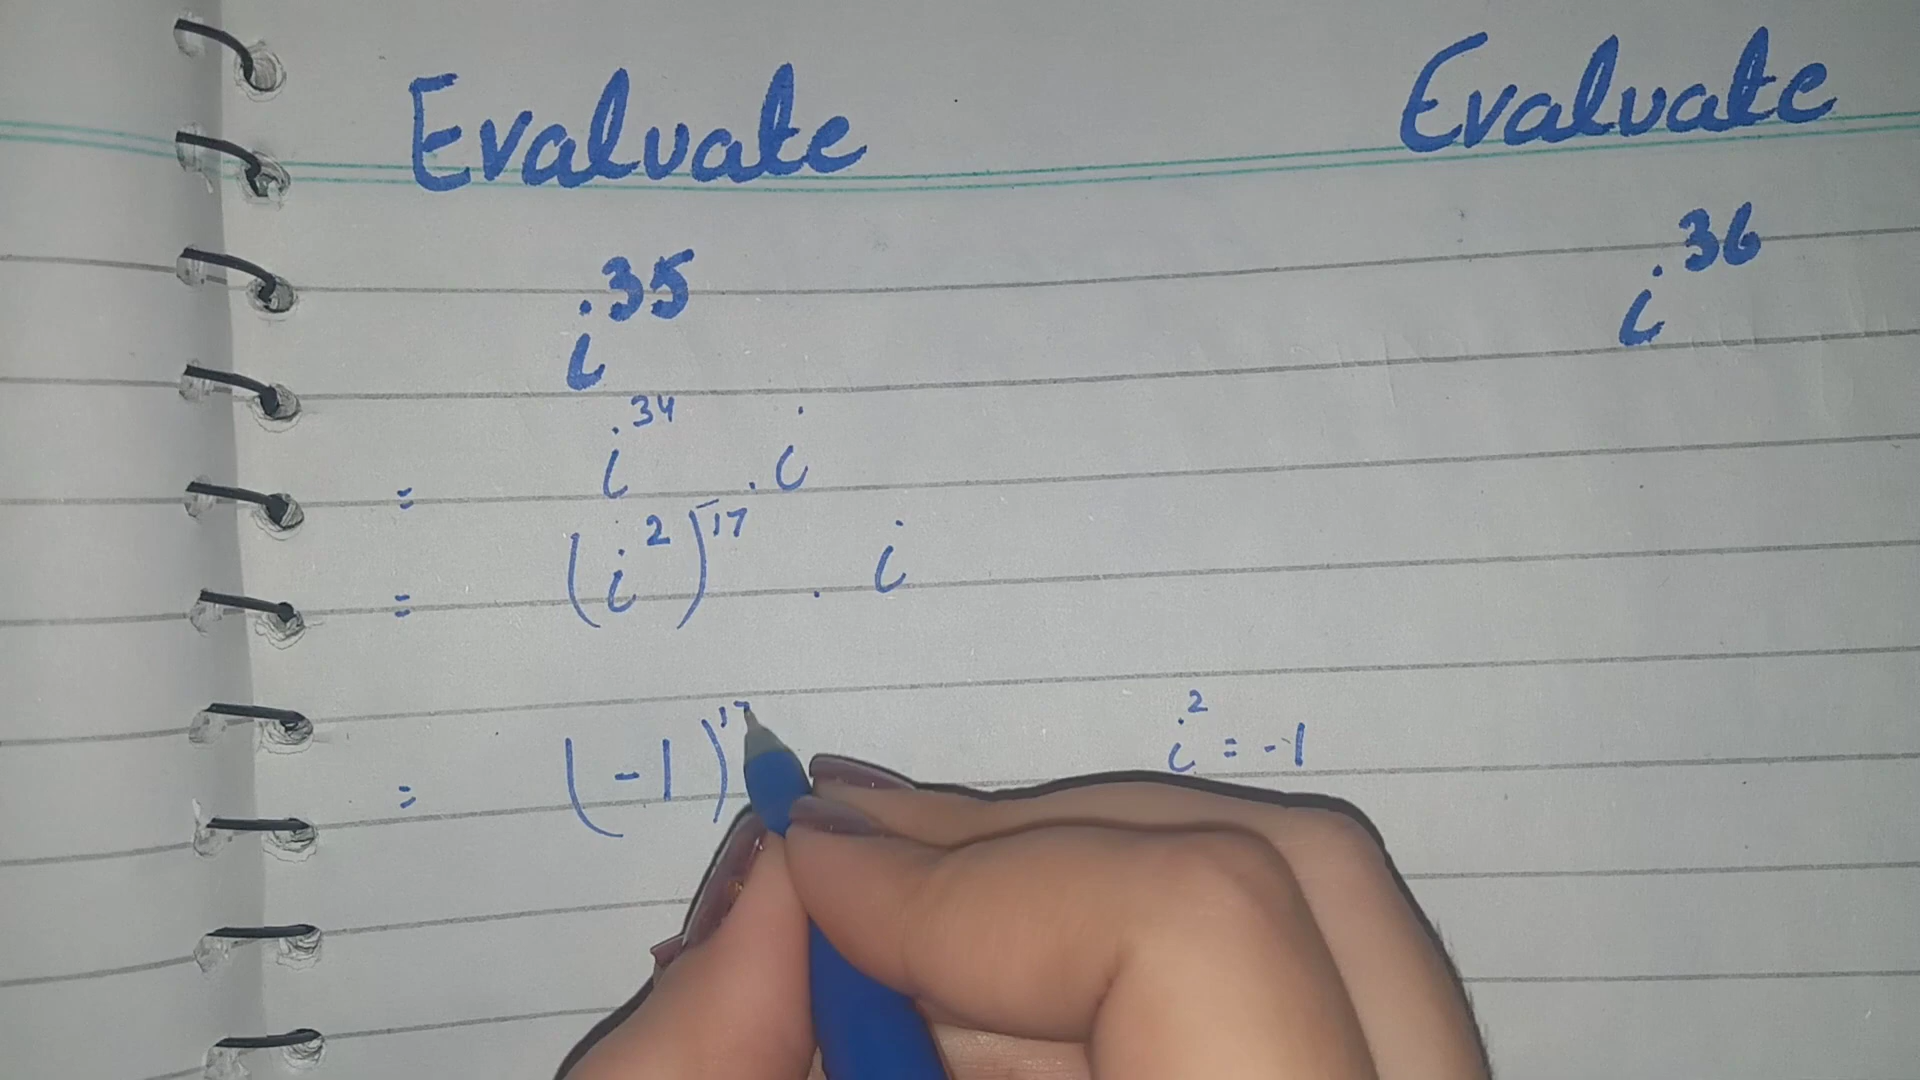 Evaluate
i^35
= i^34 . i
= (i^2)^17 . i
= (-1)^17
i^2 = -1
Evaluate
i^36